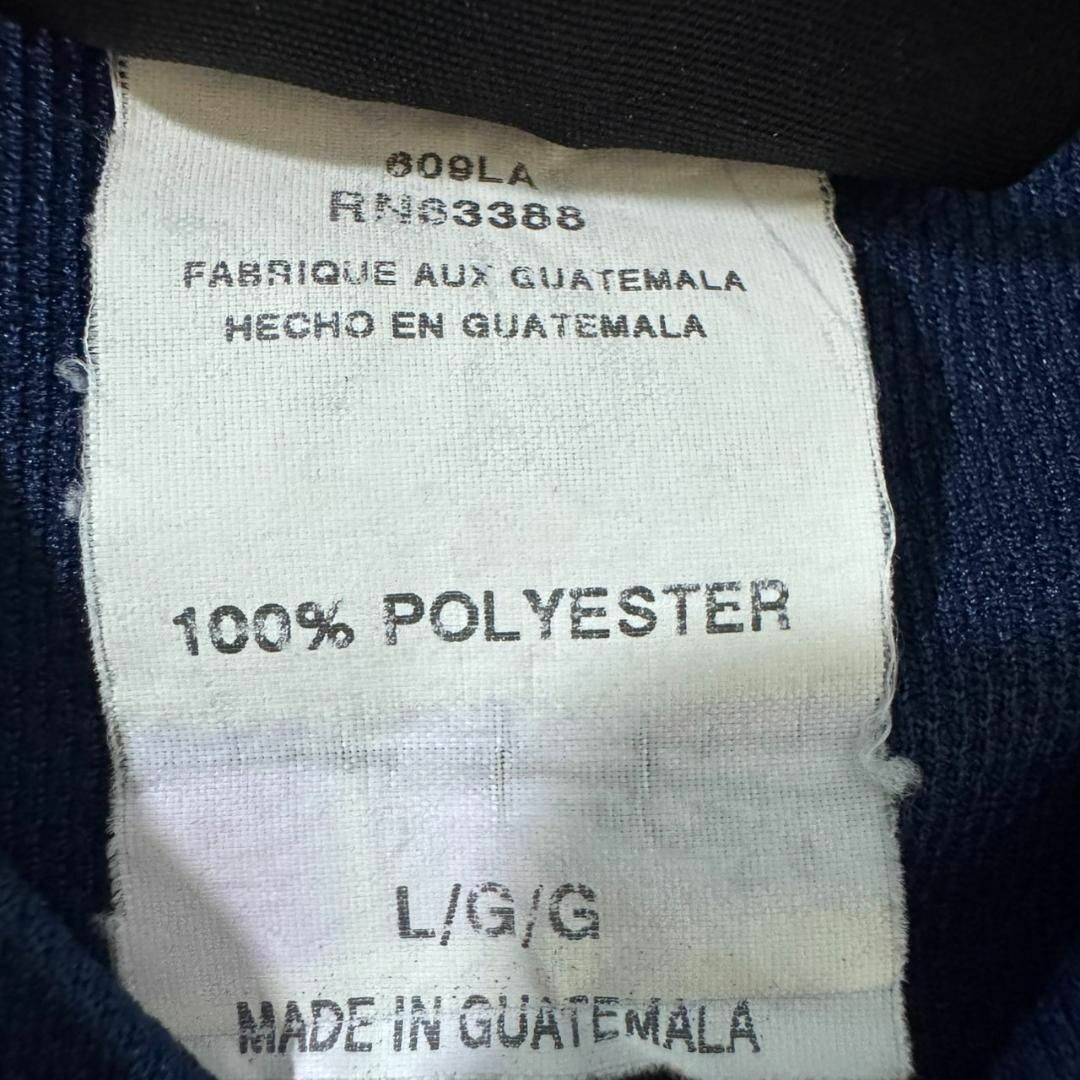 609LA
RN63388
FABRIQUE AUX GUATEMALA
HECHO EN GUATEMALA
100% POLYESTER
L/G/G
MADE IN GUATEMALA